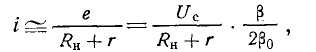 i ≅ e / (Rн + r) = Uс / (Rн + r) · β / 2β₀ ,